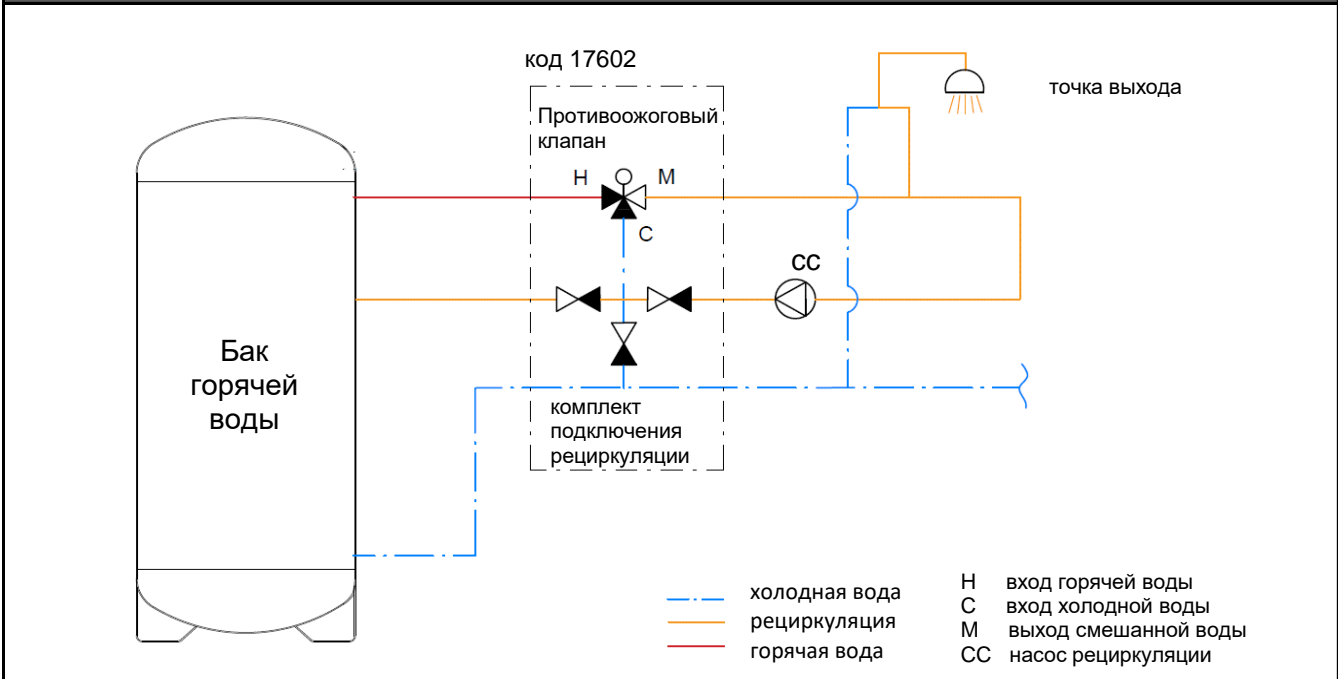 код 17602
Противоожоговый
клапан
H
M
C
точка выхода
CC
Бак
горячей
воды
комплект
подключения
рециркуляции
холодная вода
рециркуляция
горячая вода
H вход горячей воды
C вход холодной воды
M выход смешанной воды
CC насос рециркуляции